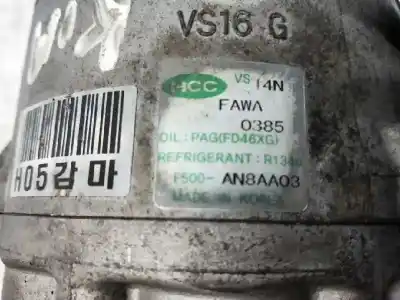 VS16 G
HCC VS 14N
FAWA
0385
OIL: PAG(FD46XG)
REFRIGERANT : R134a
F500- AN8AA03
MADE IN KOREA
H05감마